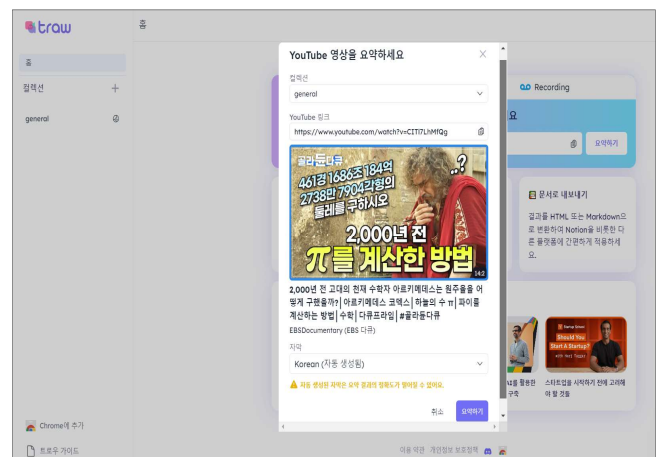 traw
홈
홈
컬렉션
general
Chrome에 추가
트로우 가이드
YouTube 영상을 요약하세요
컬렉션
general
YouTube 링크
https://www.youtube.com/watch?v=CITi7LhMfQg
골라듄다큐
461경 1686조 184억
2738만 7904각형의
둘레를 구하시오
..?
2,000년 전
π를 계산한 방법
14:2
2,000년 전 고대의 천재 수학자 아르키메데스는 원주율을 어
떻게 구했을까?│아르키메데스 코덱스│하늘의 수 π│파이를
계산하는 방법│수학│다큐프라임│#골라듄다큐
EBSDocumentary (EBS 다큐)
자막
Korean (자동 생성됨)
자동 생성된 자막은 요약 결과의 정확도가 떨어질 수 있어요.
취소
요약하기
Recording
요
요약하기
문서로 내보내기
결과를 HTML 또는 Markdown으
로 변환하여 Notion을 비롯한 다
른 플랫폼에 간편하게 적용하세
요.
Startup School
Should You
Start A Startup?
with Harj Taggar
AI를 활용한
구축
스타트업을 시작하기 전에 고려해
야 할 것들
이용 약관
개인정보 보호정책